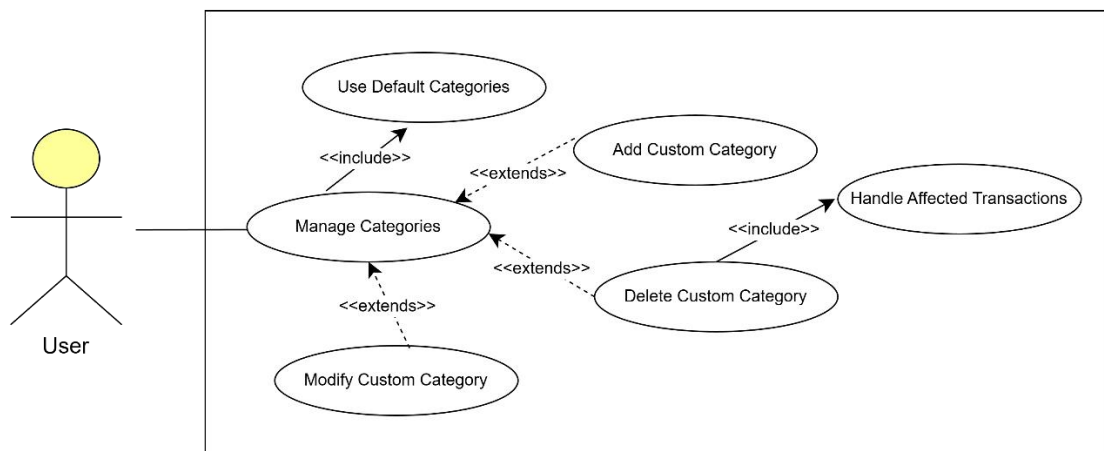 Use Default Categories
<<include>>
<<extends>>
Add Custom Category
Handle Affected Transactions
Manage Categories
<<include>>
<<extends>>
Delete Custom Category
<<extends>>
User
Modify Custom Category